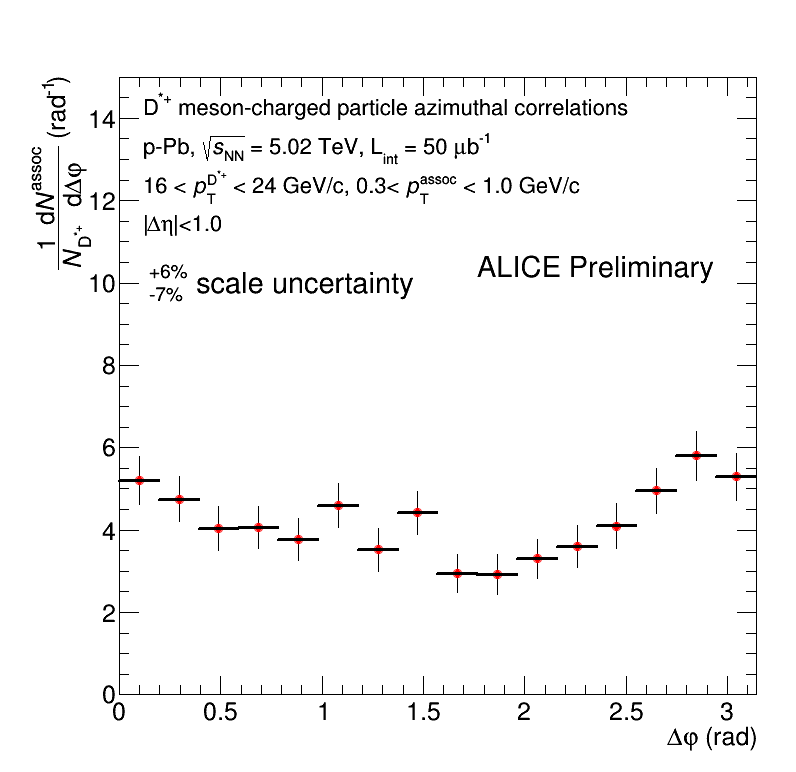 D*+ meson-charged particle azimuthal correlations
p-Pb, √sNN = 5.02 TeV, Lint = 50 μb-1
16 < pTD*+ < 24 GeV/c, 0.3< pTassoc < 1.0 GeV/c
|Δη|<1.0
+6%
-7% scale uncertainty
ALICE Preliminary
1 dNassoc
ND*+ dΔφ (rad-1)
14
12
10
8
6
4
2
0
0 0.5 1 1.5 2 2.5 3
Δφ (rad)